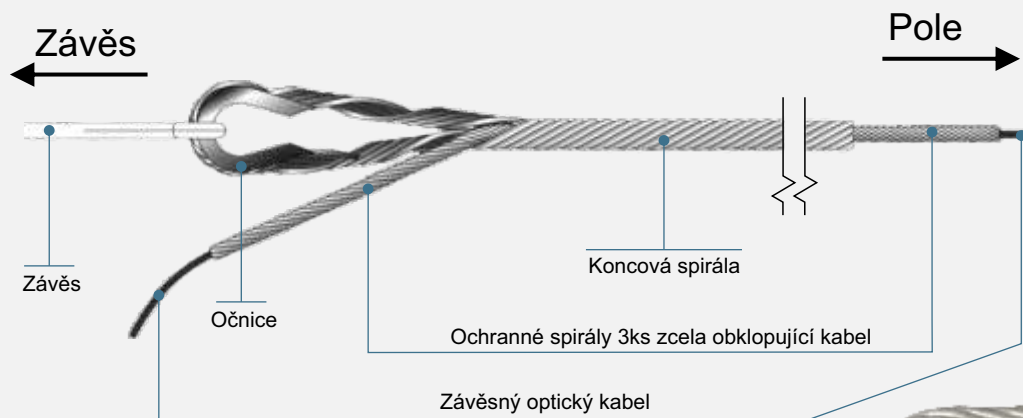 Závěs
Pole
Závěs
Očnice
Koncová spirála
Ochranné spirály 3ks zcela obklopující kabel
Závěsný optický kabel